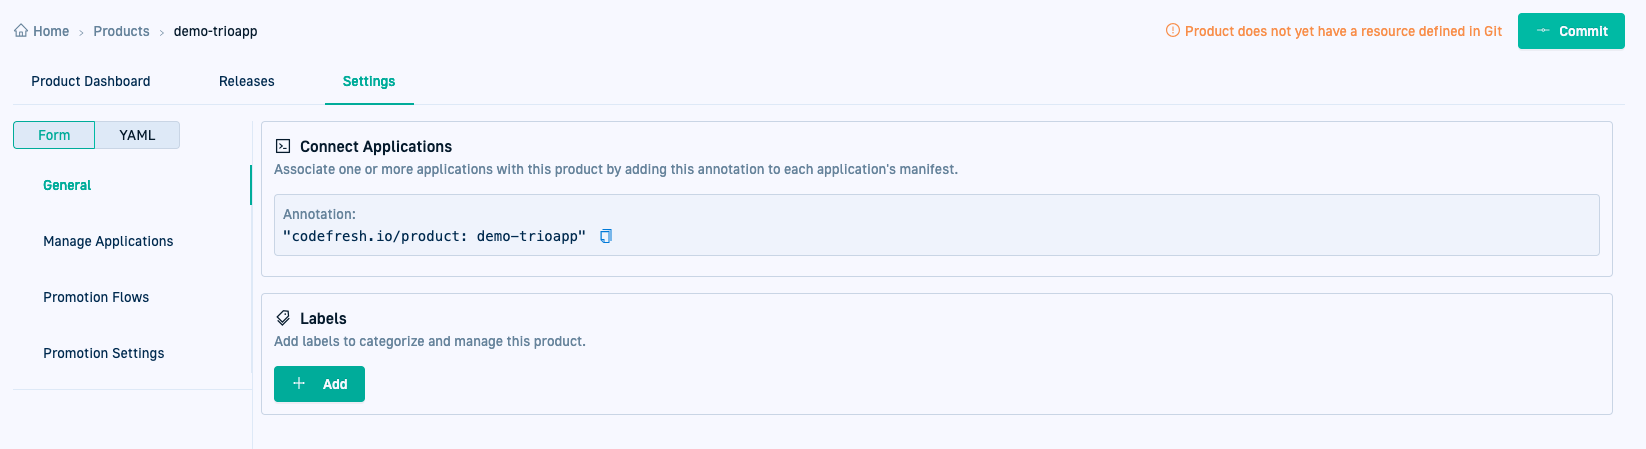 Home › Products › demo-trioapp
Product does not yet have a resource defined in Git
Commit
Product Dashboard
Releases
Settings
Form
YAML
General
Manage Applications
Promotion Flows
Promotion Settings
Connect Applications
Associate one or more applications with this product by adding this annotation to each application's manifest.
Annotation:
"codefresh.io/product: demo-trioapp"
Labels
Add labels to categorize and manage this product.
Add